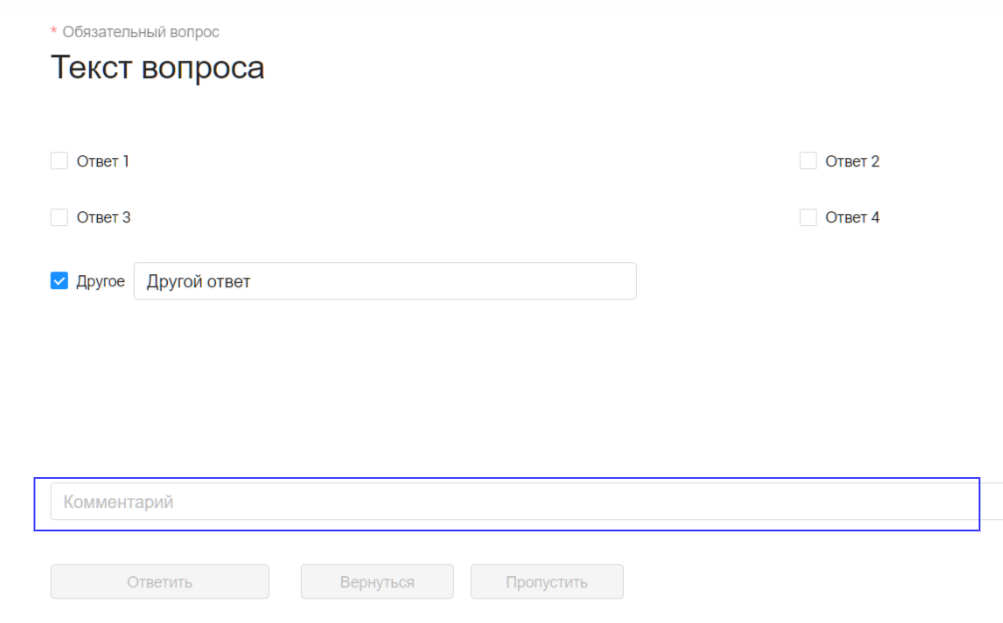 * Обязательный вопрос
Текст вопроса
Ответ 1 Ответ 2
Ответ 3 Ответ 4
Другое Другой ответ
Комментарий
Ответить Вернуться Пропустить